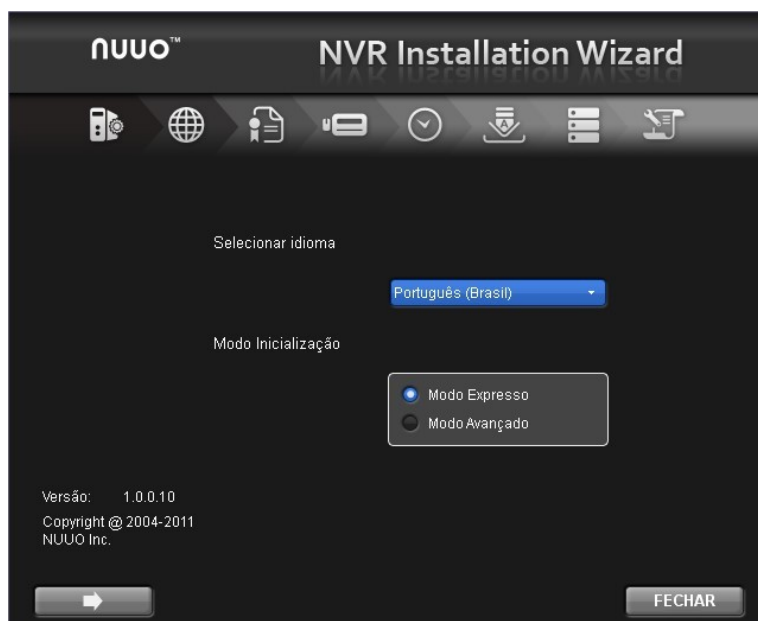 nuuo™
NVR Installation Wizard
Selecionar idioma
Português (Brasil)
Modo Inicialização
Modo Expresso
Modo Avançado
Versão: 1.0.0.10
Copyright @ 2004-2011
NUUO Inc.
FECHAR